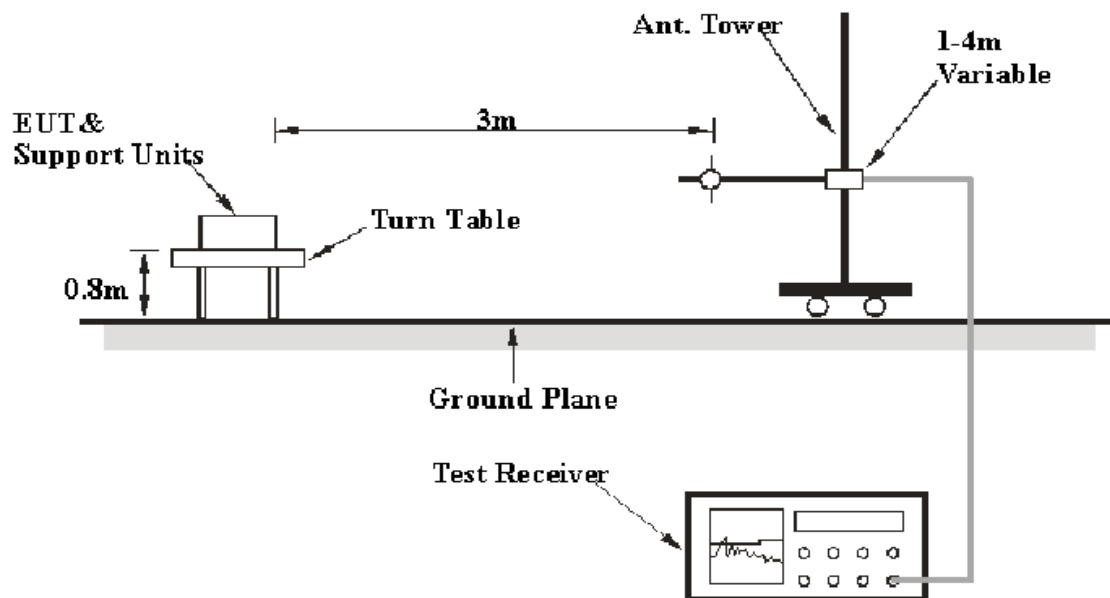 Ant. Tower
1-4m
Variable
3m
EUT &
Support Units
Turn Table
0.8m
Ground Plane
Test Receiver